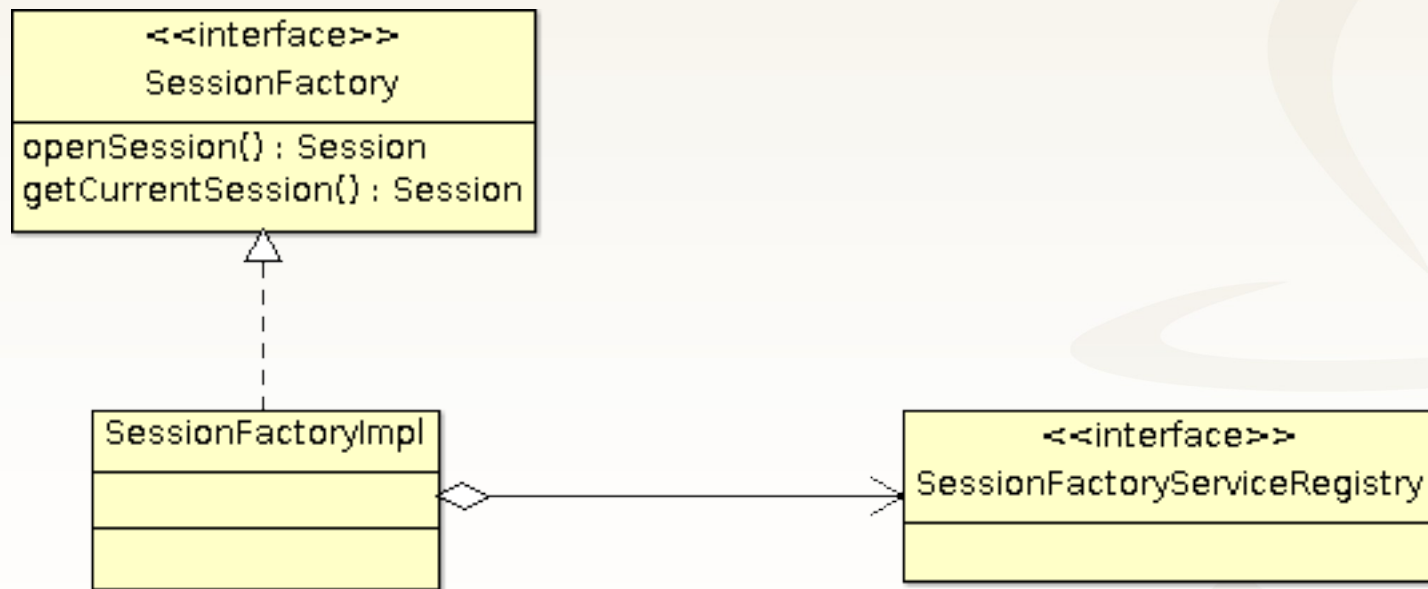 <<interface>>
SessionFactory
openSession() : Session
getCurrentSession() : Session
SessionFactoryImpl
<<interface>>
SessionFactoryServiceRegistry